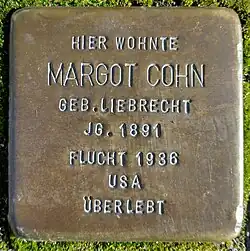 HIER WOHNTE
MARGOT COHN
GEB. LIEBRECHT
JG. 1891
FLUCHT 1936
USA
ÜBERLEBT